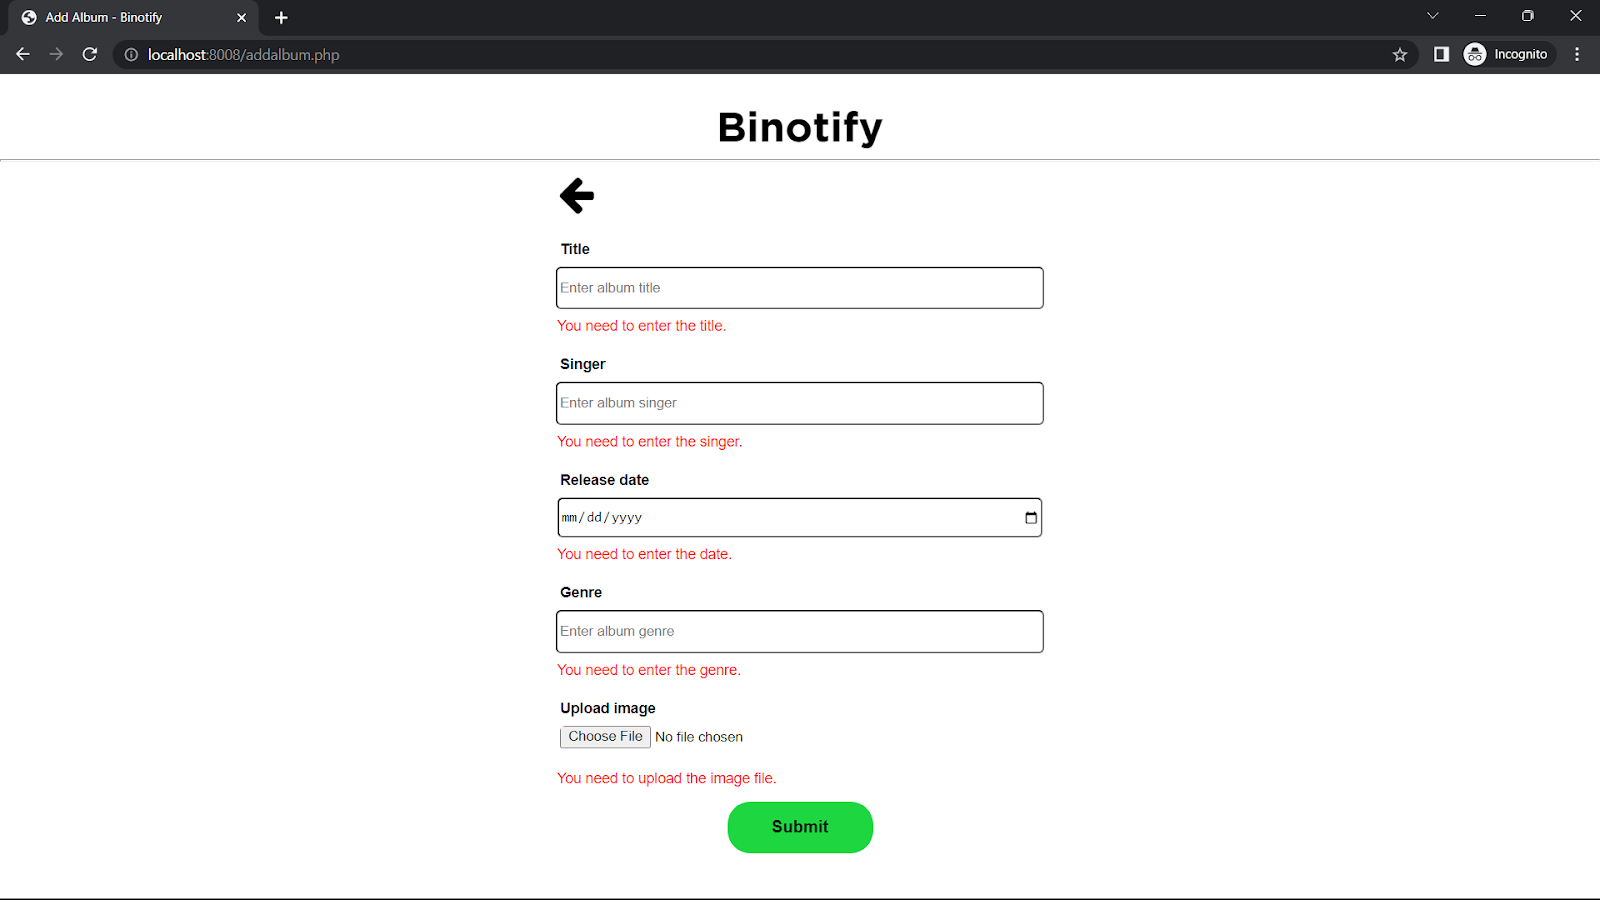 Add Album - Binotify
localhost:8008/addalbum.php
Incognito
Binotify
Title
Enter album title
You need to enter the title.
Singer
Enter album singer
You need to enter the singer.
Release date
mm/dd/yyyy
You need to enter the date.
Genre
Enter album genre
You need to enter the genre.
Upload image
Choose File No file chosen
You need to upload the image file.
Submit